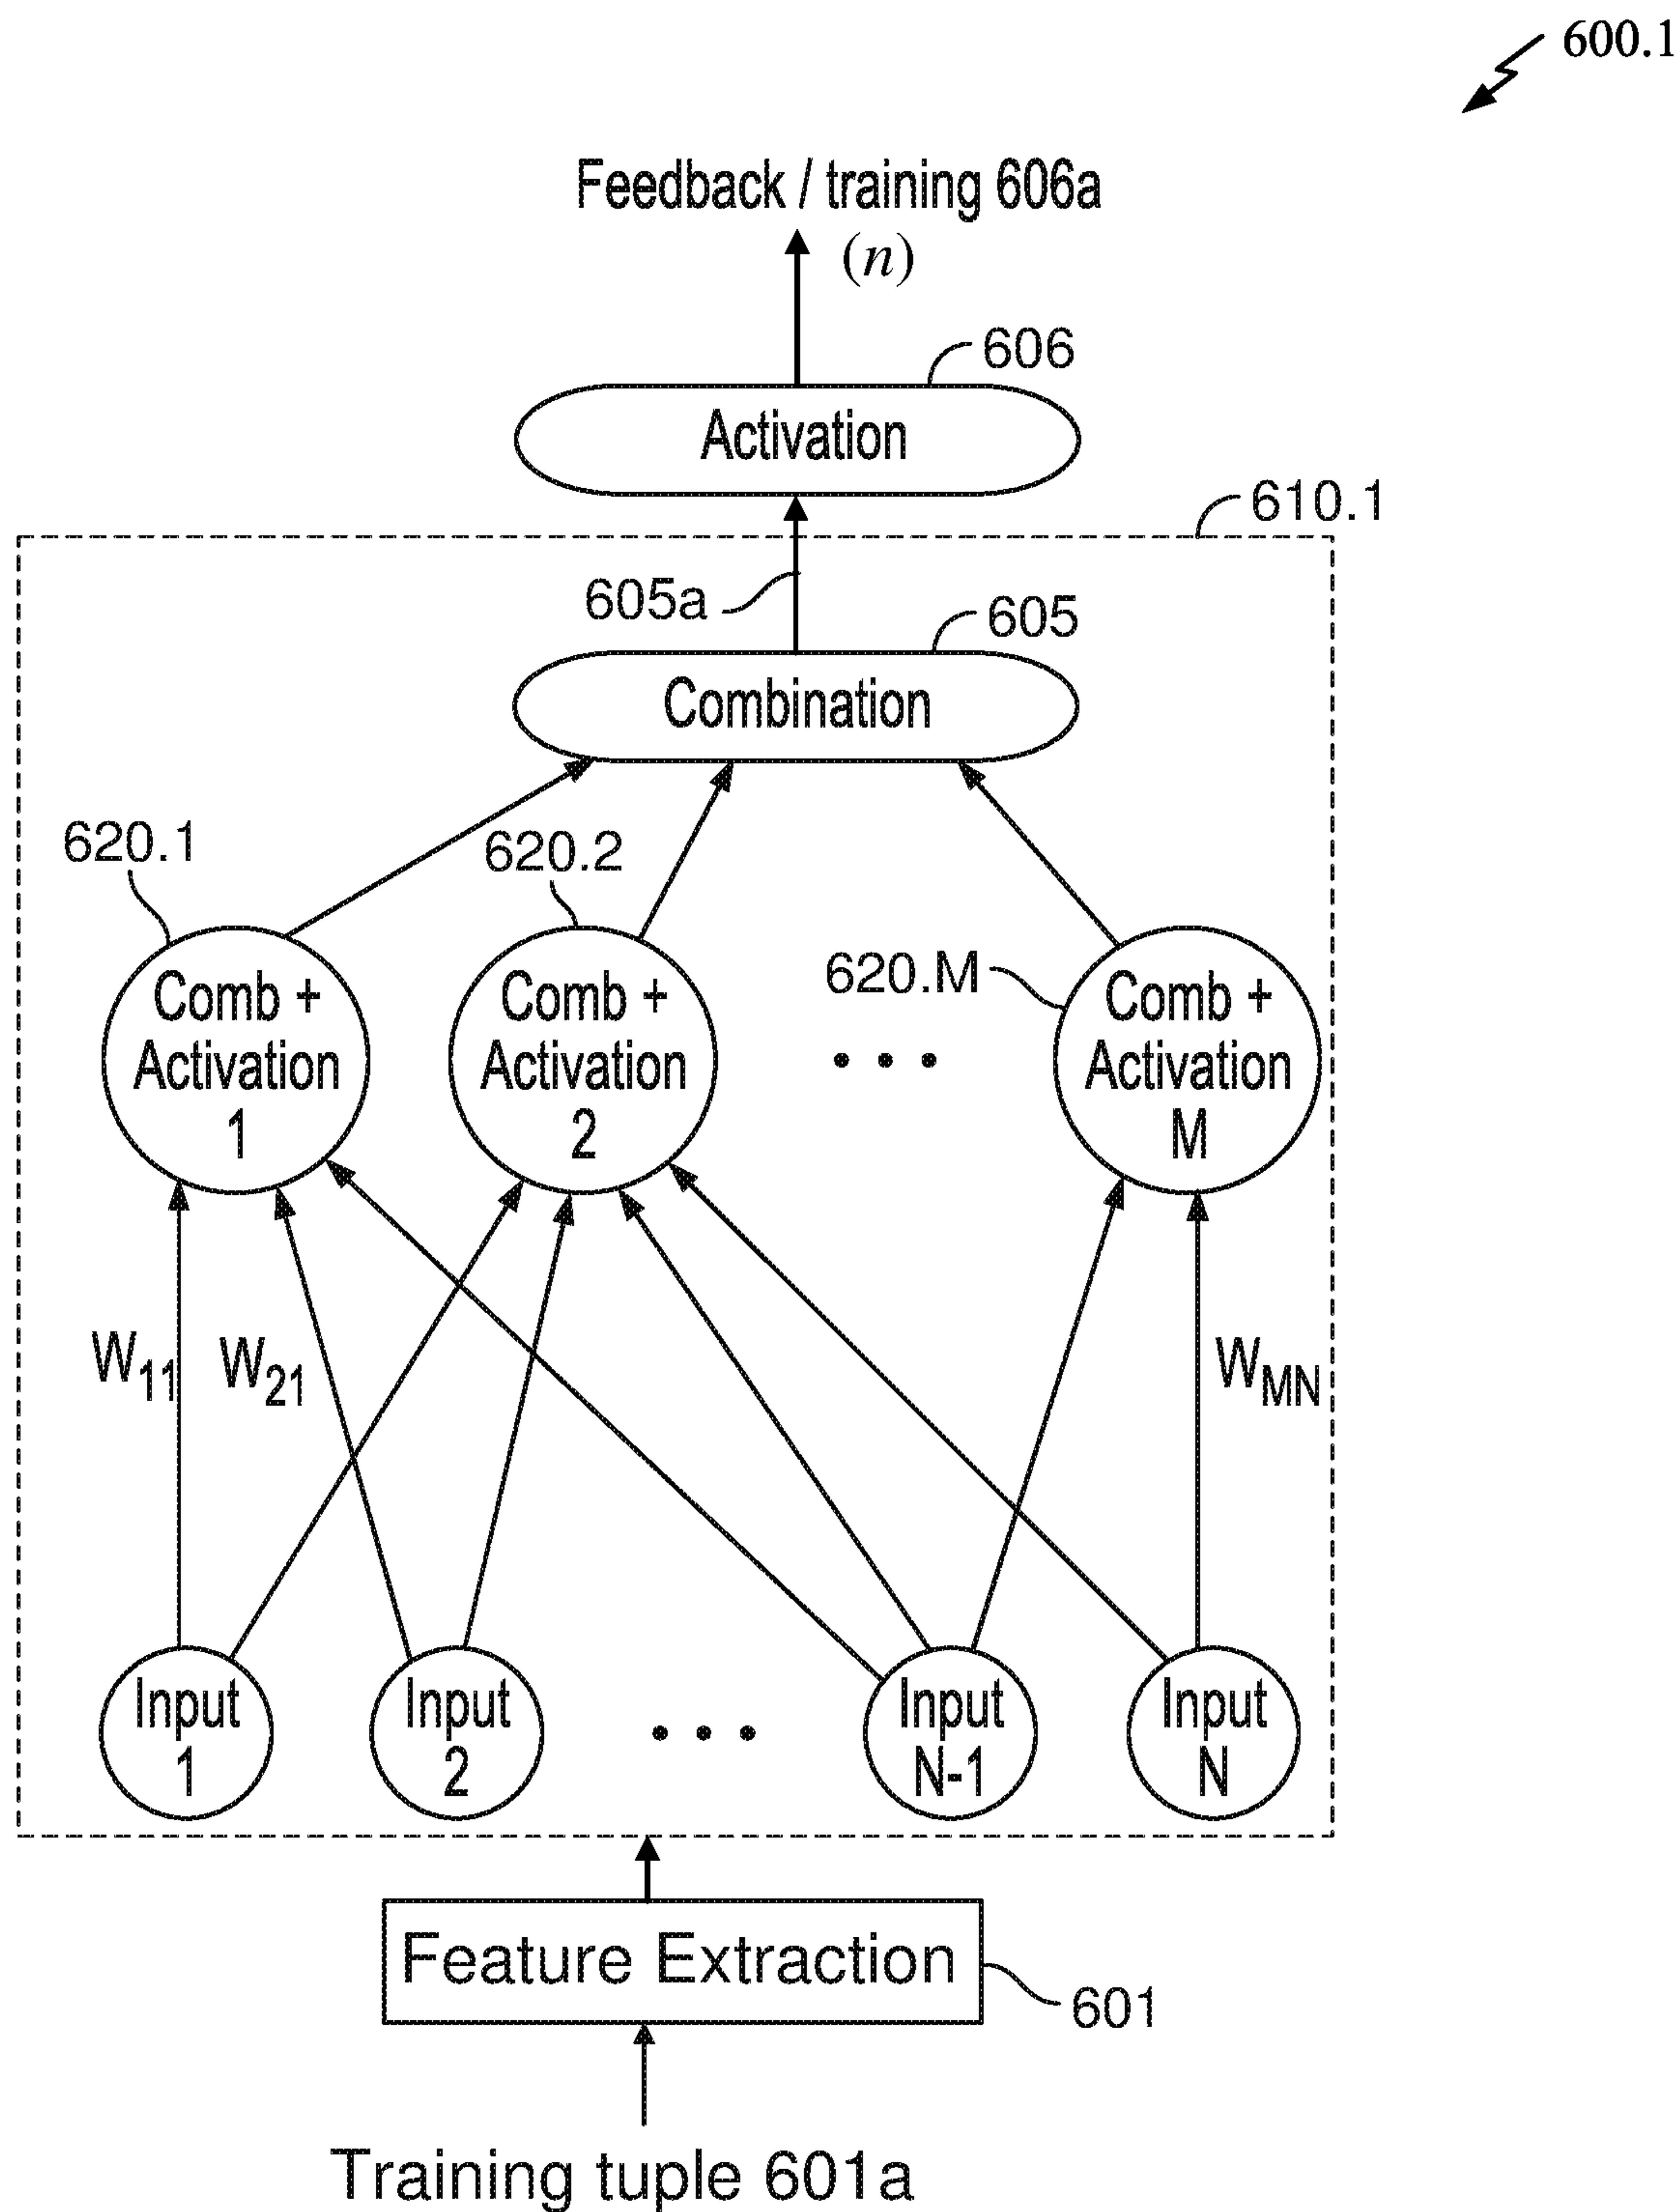 600.1
Feedback / training 606a
(n)
606
Activation
610.1
605a
605
Combination
620.1
620.2
620.M
Comb +
Activation
1
Comb +
Activation
2
• • •
Comb +
Activation
M
W11
W21
WMN
Input
1
Input
2
• • •
Input
N-1
Input
N
Feature Extraction
601
Training tuple 601a